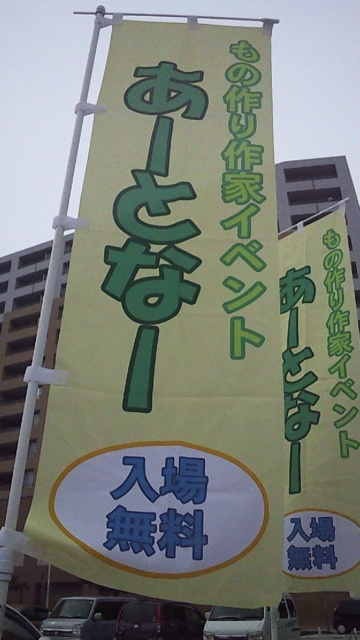 もの作り作家イベント
あーとなー
入場
無料
もの作り作家イベント
あーとなー
入場
無料